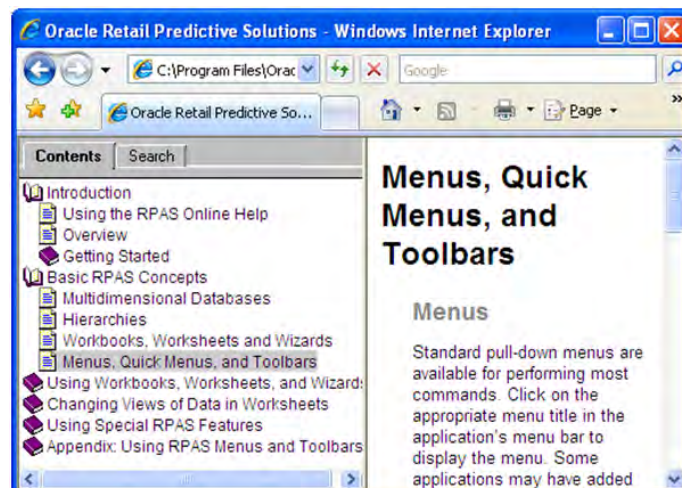 Oracle Retail Predictive Solutions - Windows Internet Explorer
C:\Program Files\Orac
Google
Oracle Retail Predictive So...
Page
»
Contents
Search
Introduction
Using the RPAS Online Help
Overview
Getting Started
Basic RPAS Concepts
Multidimensional Databases
Hierarchies
Workbooks, Worksheets and Wizards
Menus, Quick Menus, and Toolbars
Using Workbooks, Worksheets, and Wizard
Changing Views of Data in Worksheets
Using Special RPAS Features
Appendix: Using RPAS Menus and Toolbars
Menus, Quick
Menus, and
Toolbars
Menus
Standard pull-down menus are
available for performing most
commands. Click on the
appropriate menu title in the
application's menu bar to
display the menu. Some
applications may have added